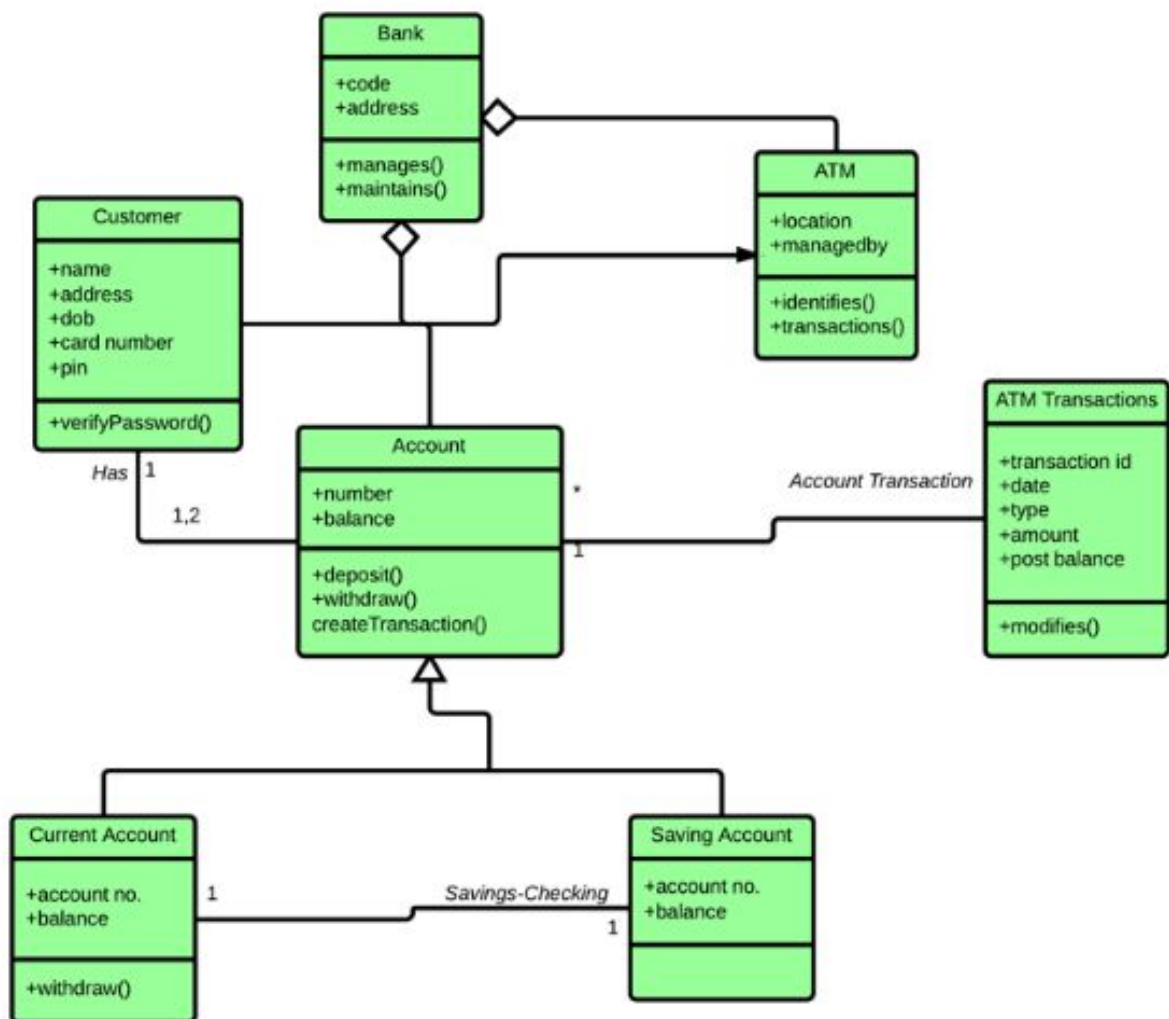 Bank
+code
+address
+manages()
+maintains()
ATM
+location
+managedby
+identifies()
+transactions()
Customer
+name
+address
+dob
+card number
+pin
+verifyPassword()
Has
1
1,2
Account
+number
+balance
+deposit()
+withdraw()
createTransaction()
*
1
Account Transaction
ATM Transactions
+transaction id
+date
+type
+amount
+post balance
+modifies()
Current Account
+account no.
+balance
+withdraw()
1
Savings-Checking
1
Saving Account
+account no.
+balance